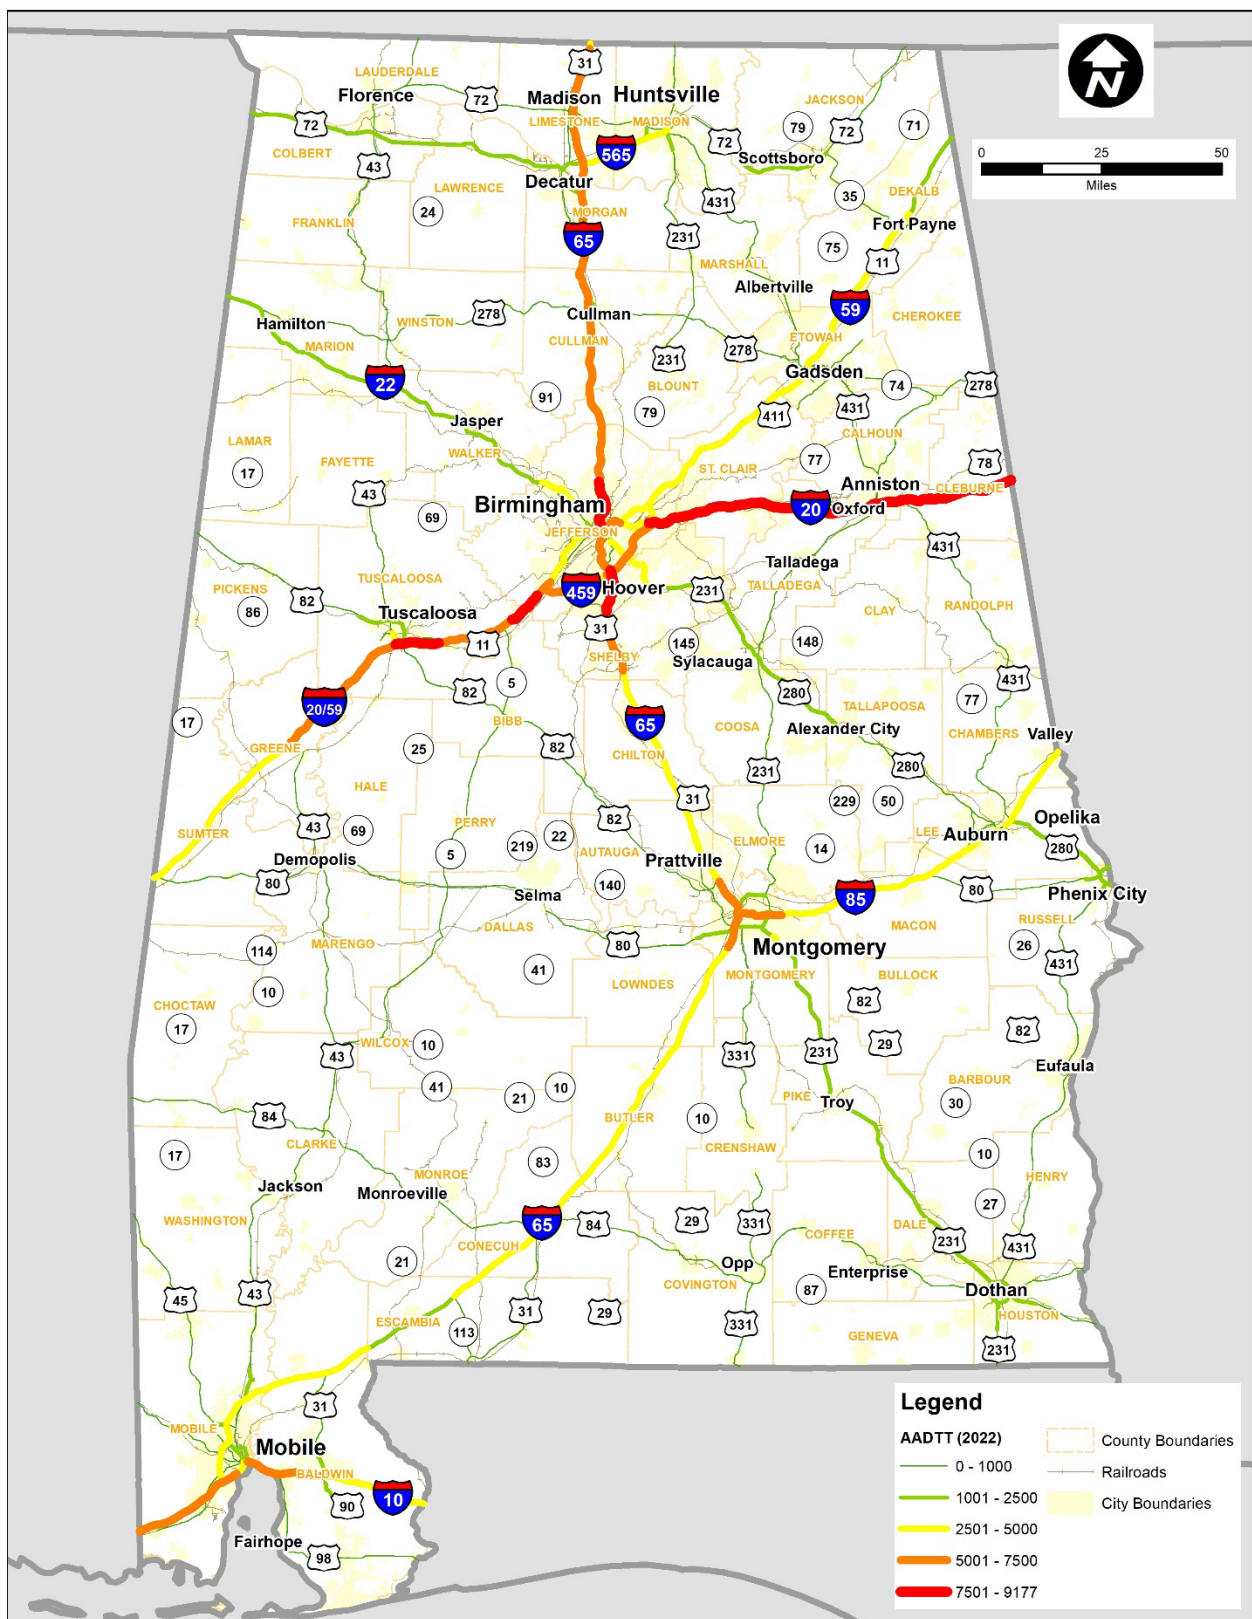 N
0 25 50
Miles
31
LAUDERDALE
Florence
72
Madison
Huntsville
JACKSON
72
LIMESTONE
MADISON
79
72
71
COLBERT
43
565
72
Scottsboro
Decatur
LAWRENCE
35
DEKALB
24
MORGAN
431
FRANKLIN
65
231
75
Fort Payne
11
MARSHALL
Albertville
59
278
Cullman
CHEROKEE
Hamilton
WINSTON
MARION
CULLMAN
ETOWAH
231
278
22
Gadsden
BLOUNT
74
278
91
79
411
431
Jasper
CALHOUN
LAMAR
WALKER
17
FAYETTE
ST. CLAIR
77
78
43
Anniston
CLEBURNE
Birmingham
20
Oxford
69
JEFFERSON
431
Talladega
TUSCALOOSA
PICKENS
82
459
Hoover
231
TALLADEGA
86
Tuscaloosa
CLAY
RANDOLPH
31
11
145
148
SHELBY
Sylacauga
5
82
431
280
77
20/59
TALLAPOOSA
17
BIBB
65
COOSA
Alexander City
CHAMBERS
Valley
GREENE
25
82
CHILTON
280
231
HALE
31
229
50
43
69
PERRY
82
Opelika
SUMTER
22
219
ELMORE
LEE
Auburn
5
AUTAUGA
Prattville
14
280
Demopolis
80
140
85
80
Phenix City
Selma
RUSSELL
DALLAS
MACON
114
MARENGO
80
Montgomery
26
41
MONTGOMERY
BULLOCK
431
10
LOWNDES
CHOCTAW
82
17
82
WILCOX
10
29
43
331
231
Eufaula
41
10
BARBOUR
21
PIKE
Troy
30
84
BUTLER
10
CLARKE
CRENSHAW
17
83
10
MONROE
HENRY
Jackson
Monroeville
27
WASHINGTON
65
84
29
331
DALE
COFFEE
231
431
CONECUH
21
Opp
Enterprise
COVINGTON
87
Dothan
45
43
31
29
HOUSTON
ESCAMBIA
113
331
GENEVA
231
31
MOBILE
Mobile
BALDWIN
10
90
Fairhope
98
Legend
AADTT (2022)
0 - 1000
1001 - 2500
2501 - 5000
5001 - 7500
7501 - 9177
County Boundaries
Railroads
City Boundaries